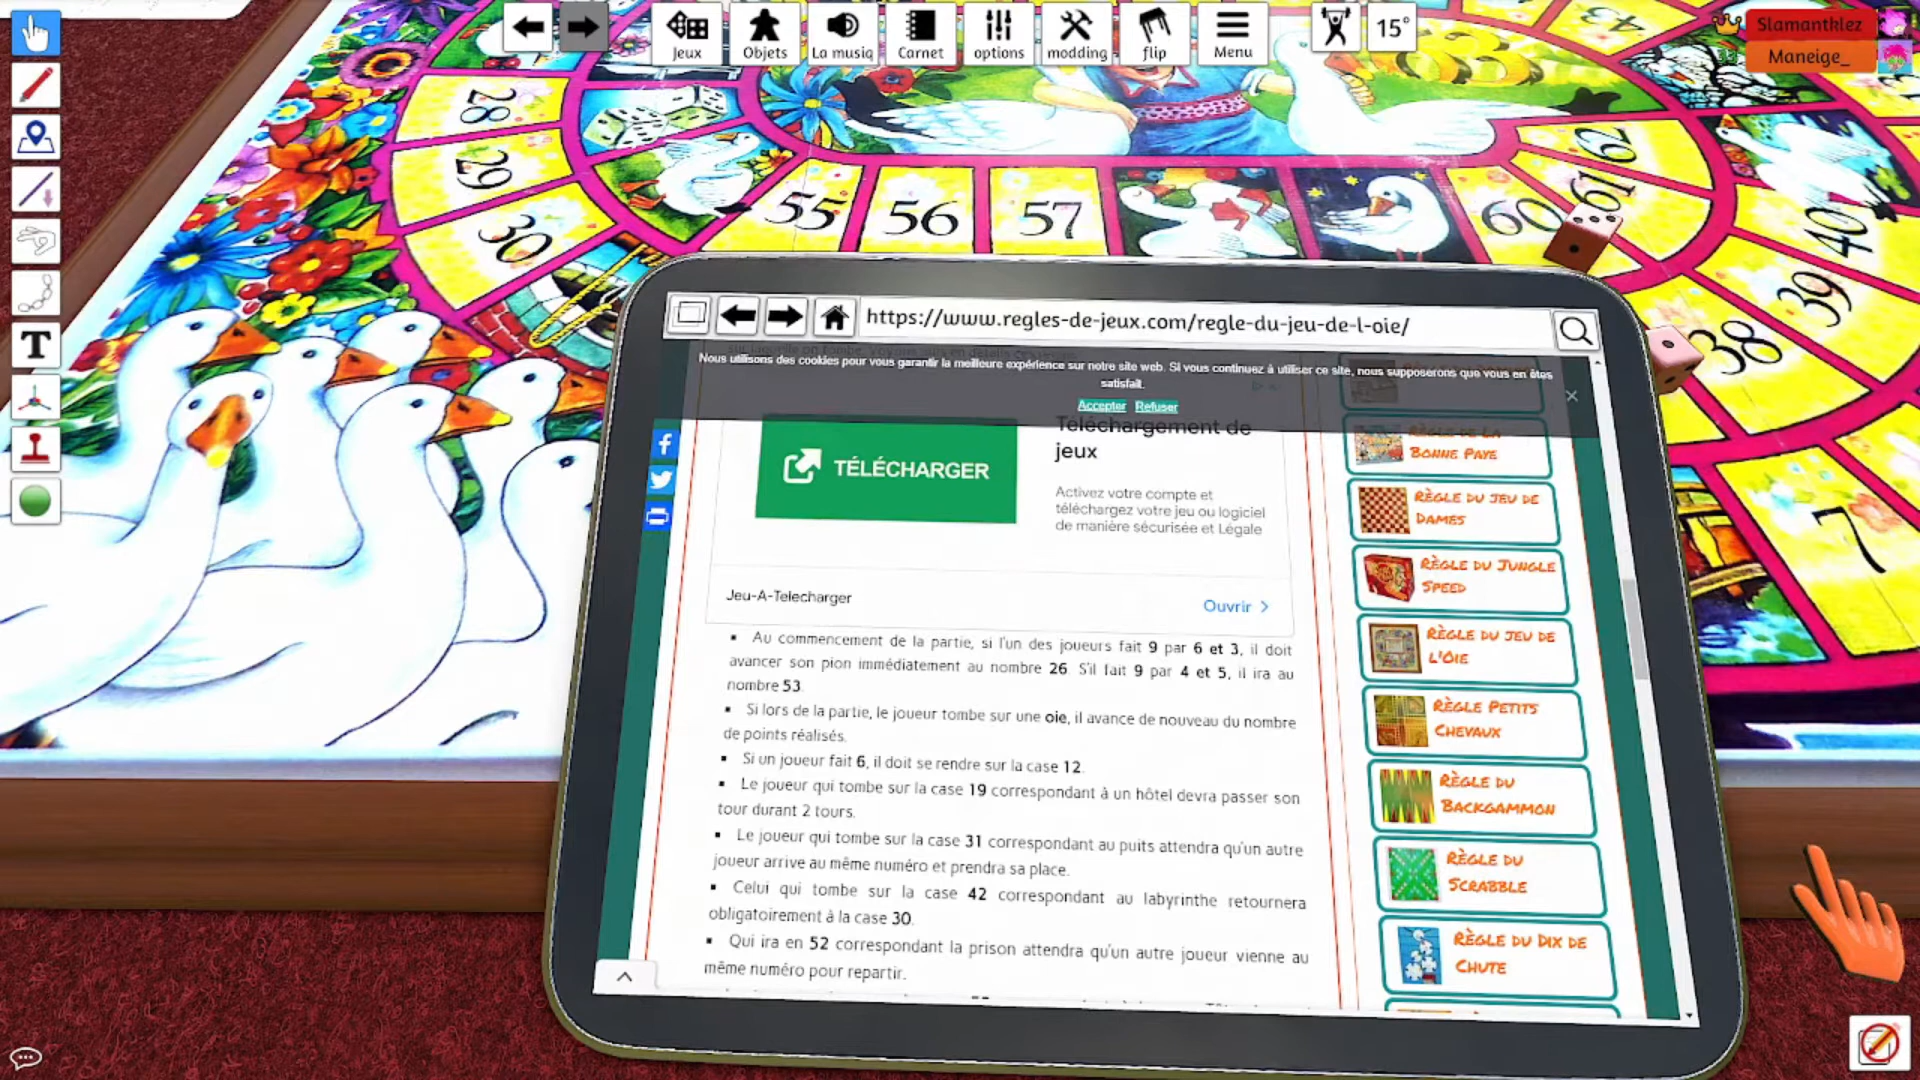 Jeux
Objets
La musiq
Carnet
options
modding
flip
Menu
15°
Slamantklez
Maneige_
28
29
30
55
56
57
60
61
62
63
40
39
38
7
T
https://www.regles-de-jeux.com/regle-du-jeu-de-l-oie/
Nous utilisons des cookies pour vous garantir la meilleure expérience sur notre site web. Si vous continuez à utiliser ce site, nous supposerons que vous en êtes
satisfait.
Accepter Refuser
TÉLÉCHARGER
Téléchargement de
jeux
Activez votre compte et
téléchargez votre jeu ou logiciel
de manière sécurisée et Légale
Jeu-A-Telecharger
Ouvrir
▪ Au commencement de la partie, si l'un des joueurs fait 9 par 6 et 3, il doit
avancer son pion immédiatement au nombre 26. S'il fait 9 par 4 et 5, il ira au
nombre 53.
▪ Si lors de la partie, le joueur tombe sur une oie, il avance de nouveau du nombre
de points réalisés.
▪ Si un joueur fait 6, il doit se rendre sur la case 12.
▪ Le joueur qui tombe sur la case 19 correspondant à un hôtel devra passer son
tour durant 2 tours.
▪ Le joueur qui tombe sur la case 31 correspondant au puits attendra qu'un autre
joueur arrive au même numéro et prendra sa place.
▪ Celui qui tombe sur la case 42 correspondant au labyrinthe retournera
obligatoirement à la case 30.
▪ Qui ira en 52 correspondant la prison attendra qu'un autre joueur vienne au
même numéro pour repartir.
Règle de la
Bonne Paye
Règle du jeu de
Dames
Règle du Jungle
Speed
Règle du jeu de
l'Oie
Règle Petits
Chevaux
Règle du
Backgammon
Règle du
Scrabble
Règle du Dix de
Chute